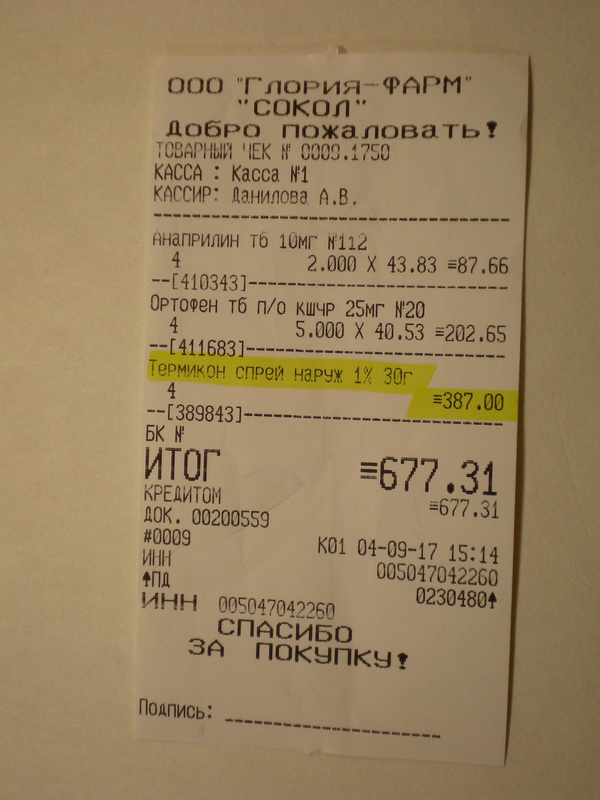 ООО "Глория-ФАРМ"
"СОКОЛ"
Добро пожаловать!
ТОВАРНЫЙ ЧЕК № 0009.1750
КАССА : Касса №1
КАССИР: Данилова А.В.
Анаприлин тб 10мг №112
4 2.000 X 43.83 ≡87.66
--[410343]--------------------
Ортофен тб п/о кшчр 25мг №20
4 5.000 X 40.53 ≡202.65
--[411683]--------------------
Термикон спрей наруж 1% 30г
4 ≡387.00
--[389843]--------------------
БК №
ИТОГ ≡677.31
КРЕДИТОМ ≡677.31
ДОК. 00200559
#0009 К01 04-09-17 15:14
ИНН 005047042260
↑ПД 0230480↑
ИНН 005047042260
СПАСИБО
ЗА ПОКУПКУ!
Подпись: ____________________